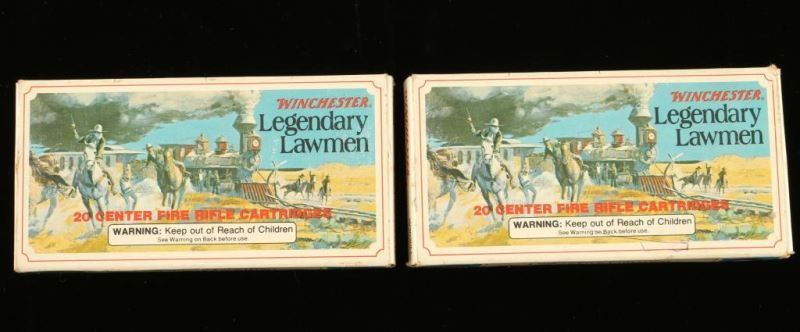 WINCHESTER
Legendary
Lawmen
20 CENTER FIRE RIFLE CARTRIDGES
WARNING: Keep out of Reach of Children
See Warning on Back before use.
WINCHESTER
Legendary
Lawmen
20 CENTER FIRE RIFLE CARTRIDGES
WARNING: Keep out of Reach of Children
See Warning on Back before use.